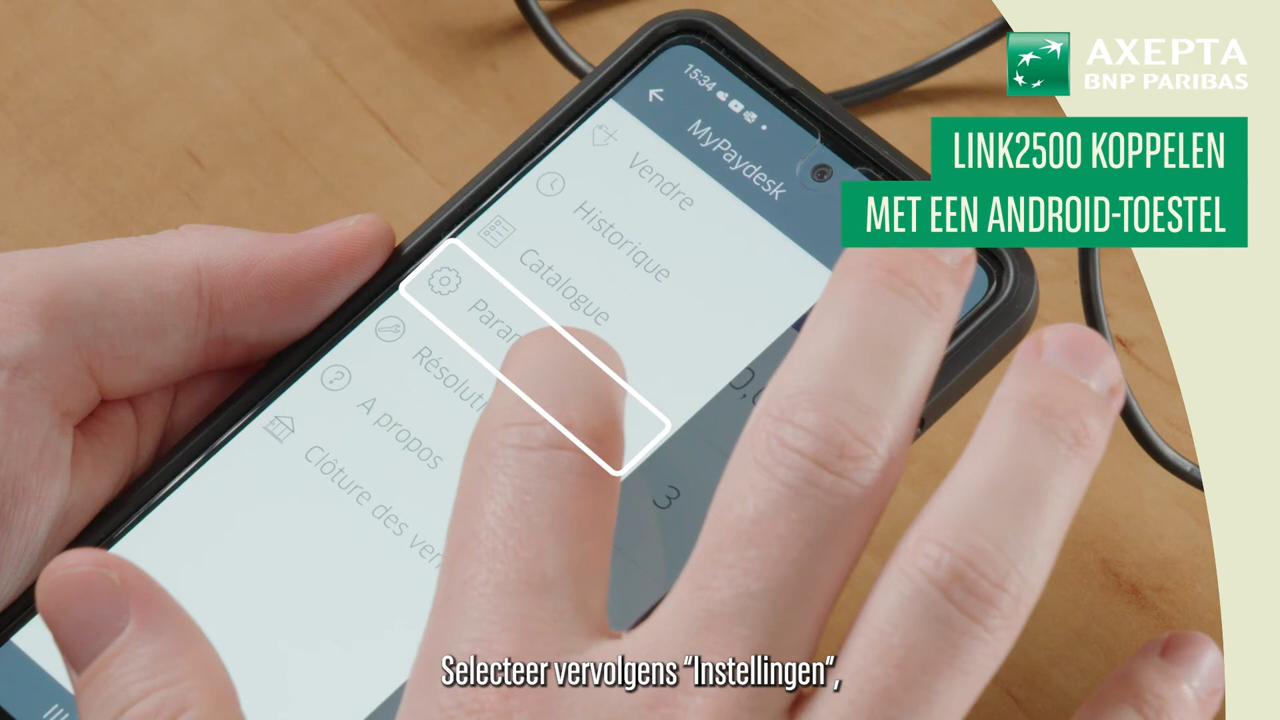 AXEPTA
BNP PARIBAS
LINK2500 KOPPELEN
MET EEN ANDROID-TOESTEL
15:34
MyPaydesk
Vendre
Historique
Catalogue
A propos
Clôture des
3
Selecteer vervolgens “Instellingen”,